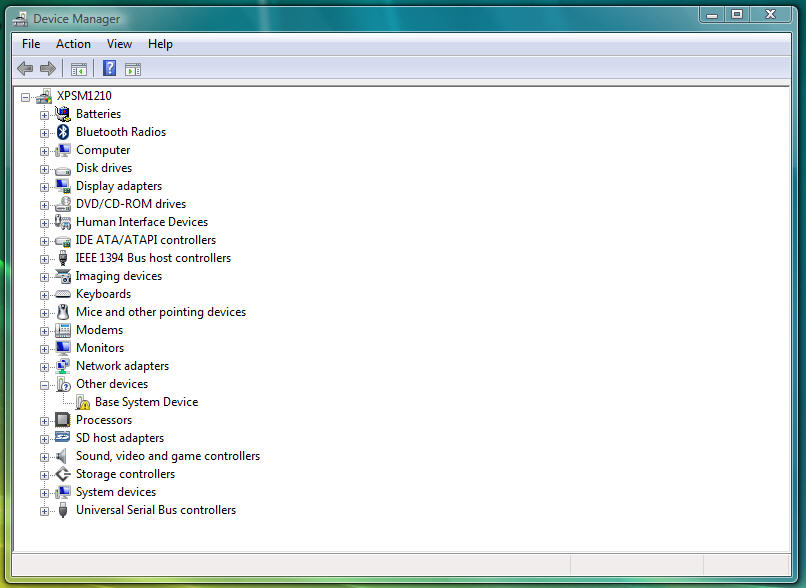 Device Manager
File Action View Help
XPSM1210
Batteries
Bluetooth Radios
Computer
Disk drives
Display adapters
DVD/CD-ROM drives
Human Interface Devices
IDE ATA/ATAPI controllers
IEEE 1394 Bus host controllers
Imaging devices
Keyboards
Mice and other pointing devices
Modems
Monitors
Network adapters
Other devices
Base System Device
Processors
SD host adapters
Sound, video and game controllers
Storage controllers
System devices
Universal Serial Bus controllers